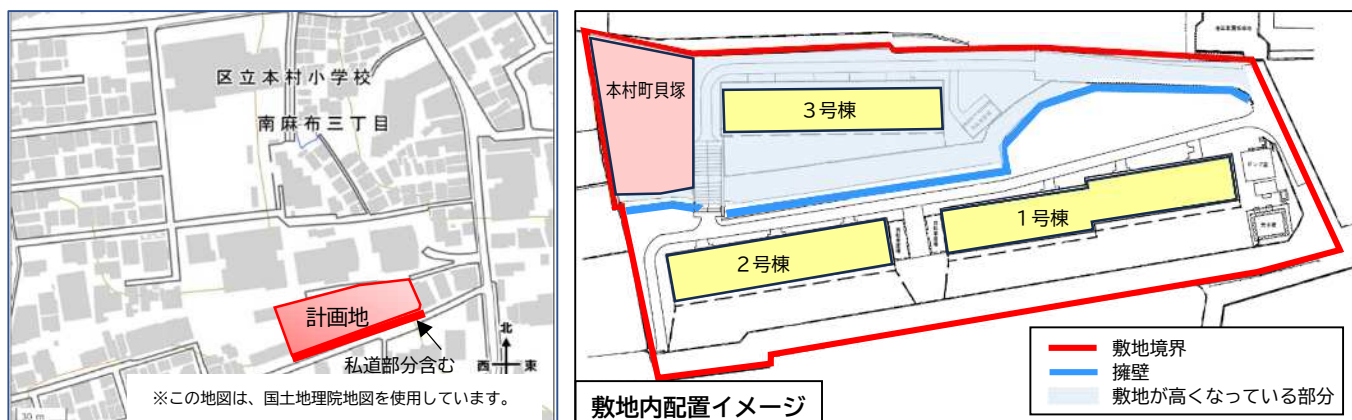 区立本村小学校
南麻布三丁目
計画地
私道部分含む
北
西 東
※この地図は、国土地理院地図を使用しています。
本村町貝塚
3号棟
1号棟
2号棟
敷地境界
擁壁
敷地が高くなっている部分
敷地内配置イメージ